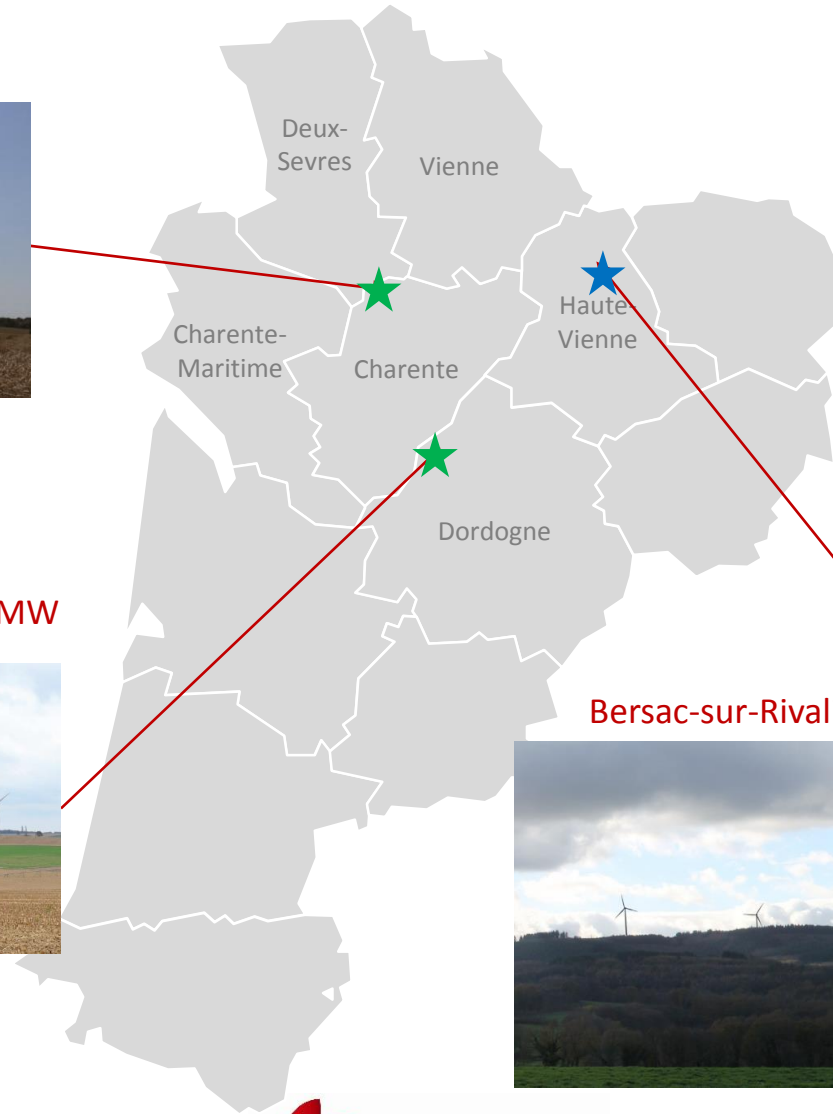 Deux-
Sevres
Vienne
Haute-
Vienne
Charente-
Maritime
Charente
Dordogne
MW
Bersac-sur-Rival